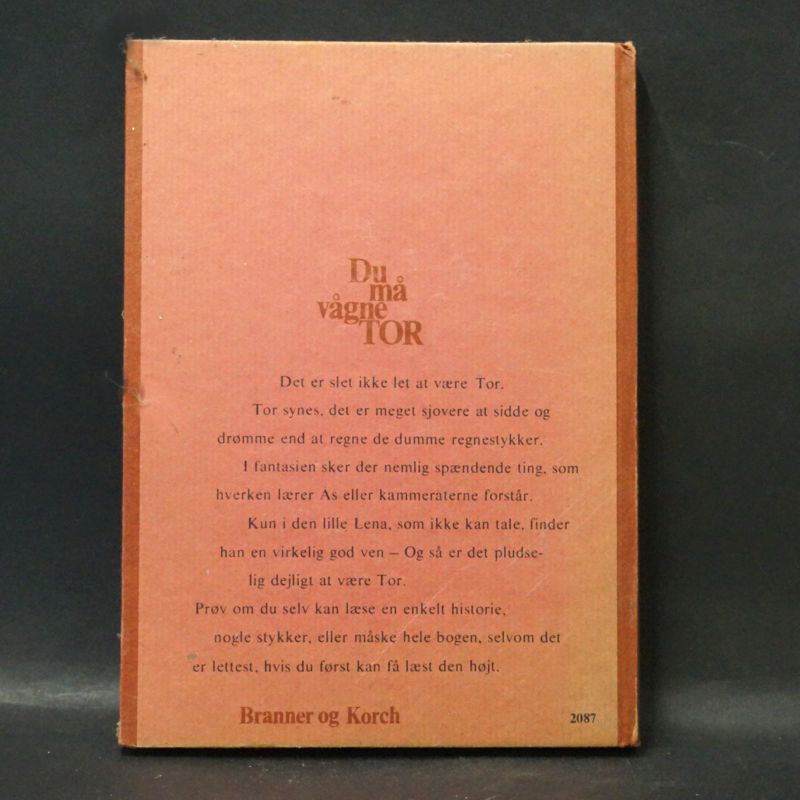 Du
må
vågne
TOR
Det er slet ikke let at være Tor.
Tor synes, det er meget sjovere at sidde og
drømme end at regne de dumme regnestykker.
I fantasien sker der nemlig spændende ting, som
hverken lærer As eller kammeraterne forstår.
Kun i den lille Lena, som ikke kan tale, finder
han en virkelig god ven – Og så er det pludse-
lig dejligt at være Tor.
Prøv om du selv kan læse en enkelt historie,
nogle stykker, eller måske hele bogen, selvom det
er lettest, hvis du først kan få læst den højt.
Branner og Korch
2087